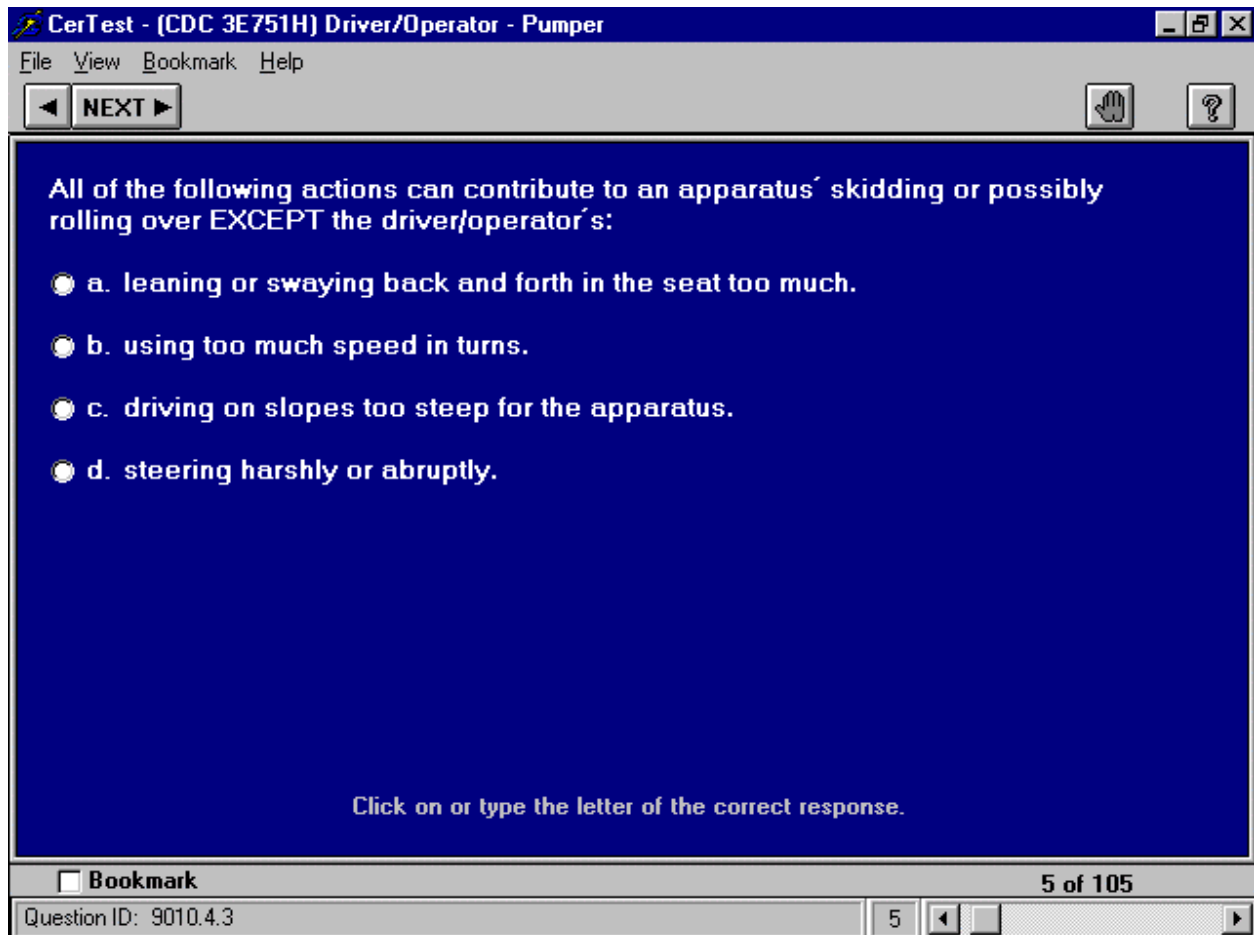 CerTest - (CDC 3E751H) Driver/Operator - Pumper
File View Bookmark Help
NEXT
?
All of the following actions can contribute to an apparatus´ skidding or possibly
rolling over EXCEPT the driver/operator´s:
a. leaning or swaying back and forth in the seat too much.
b. using too much speed in turns.
c. driving on slopes too steep for the apparatus.
d. steering harshly or abruptly.
Click on or type the letter of the correct response.
Bookmark 5 of 105
Question ID: 9010.4.3 5